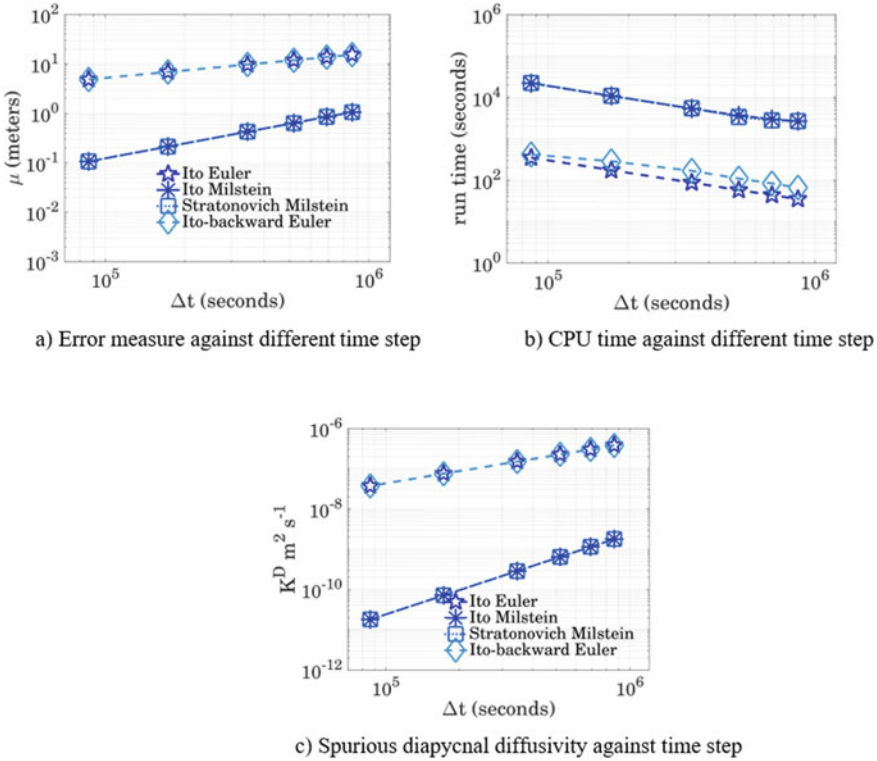 10^2
10^1
10^0
10^-1
10^-2
10^-3
μ (meters)
Ito Euler
Ito Milstein
Stratonovich Milstein
Ito-backward Euler
10^5
10^6
Δt (seconds)
a) Error measure against different time step
10^6
10^4
10^2
10^0
run time (seconds)
10^5
10^6
Δt (seconds)
b) CPU time against different time step
10^-6
10^-8
10^-10
10^-12
K^D m^2 s^-1
Ito Euler
Ito Milstein
Stratonovich Milstein
Ito-backward Euler
10^5
10^6
Δt (seconds)
c) Spurious diapycnal diffusivity against time step